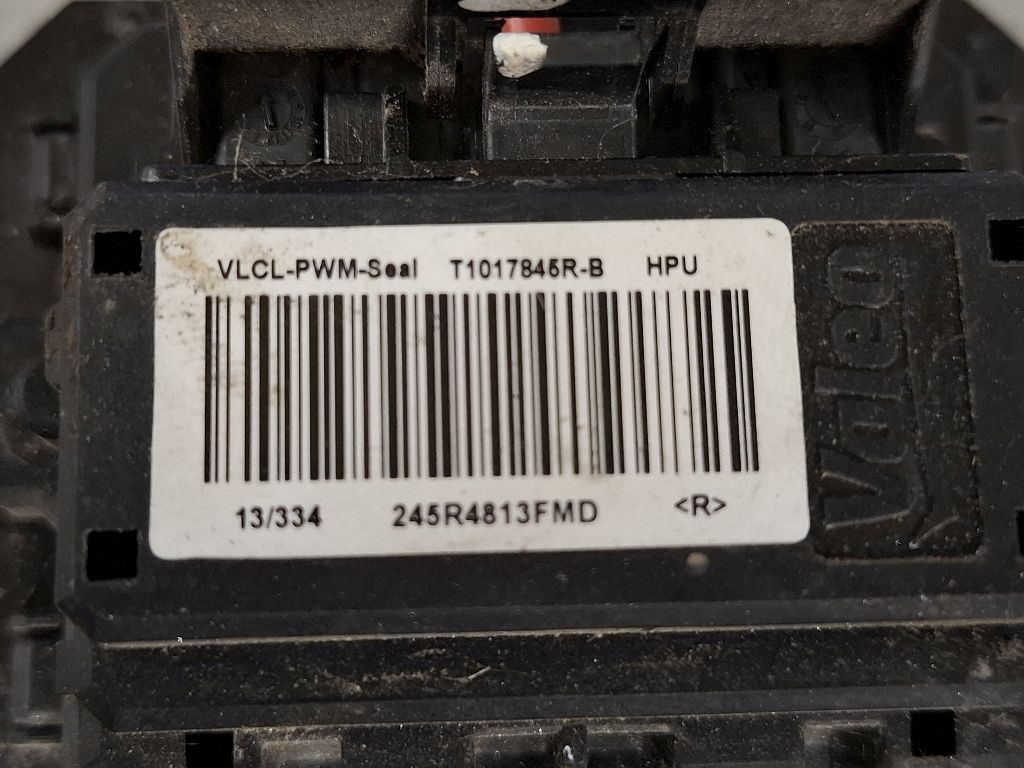 VLCL-PWM-Seal T1017845R-B HPU
13/334 245R4813FMD <R>
Valeo